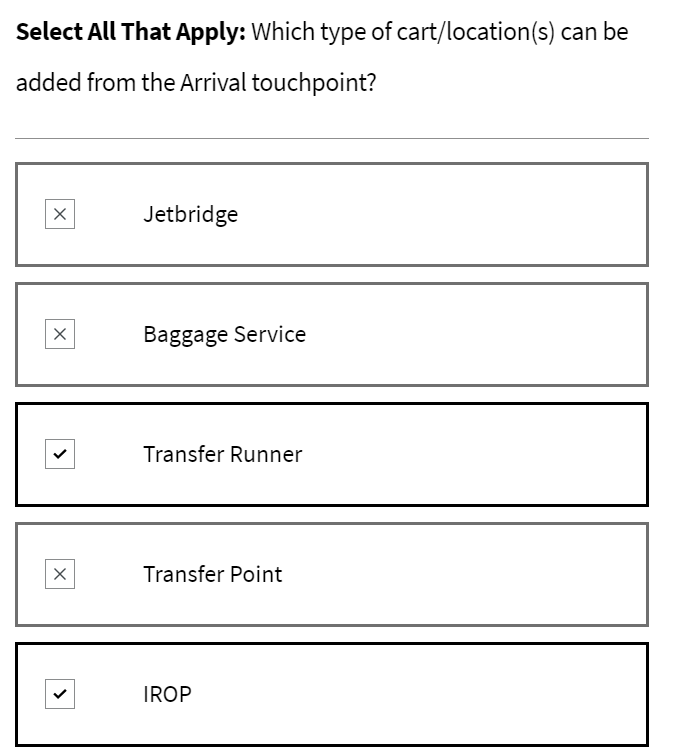 Select All That Apply: Which type of cart/location(s) can be
added from the Arrival touchpoint?
Jetbridge
Baggage Service
Transfer Runner
Transfer Point
IROP